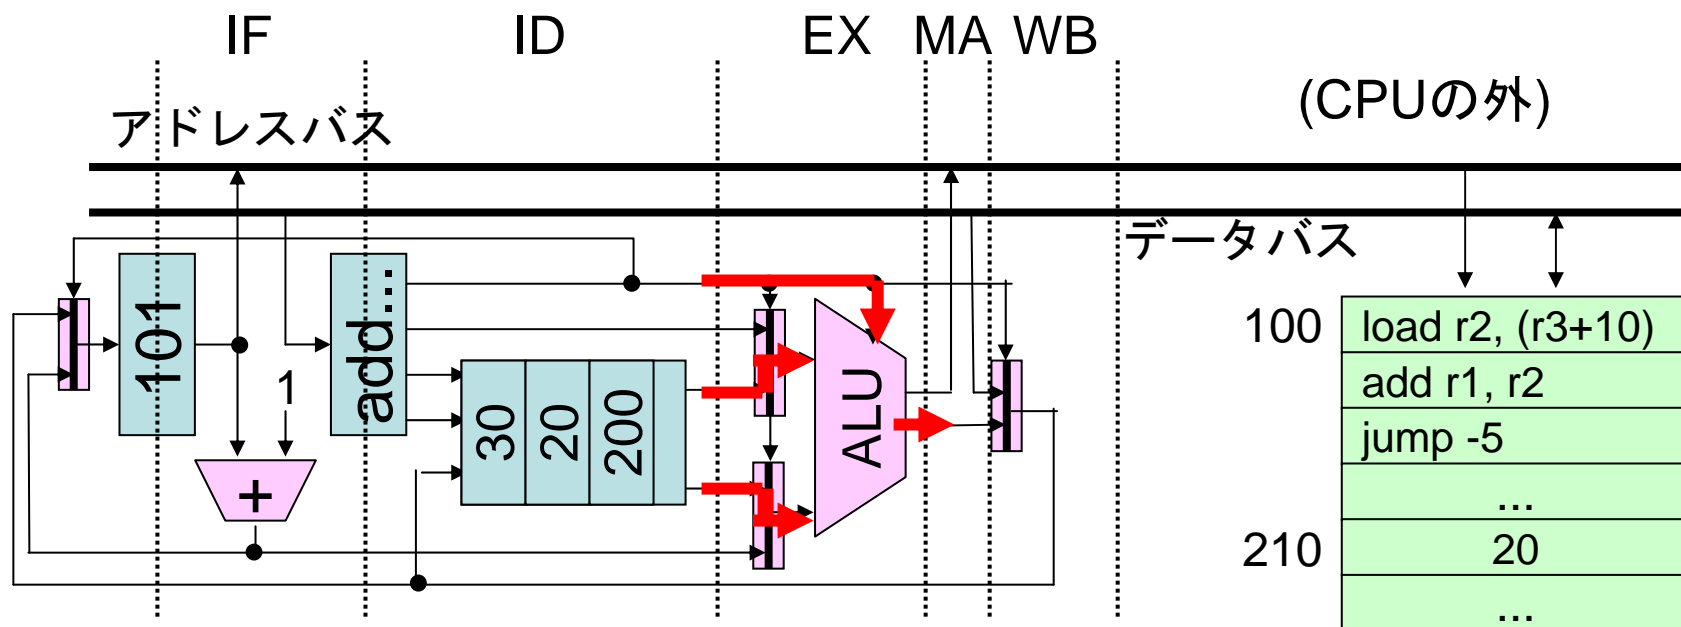 IF
ID
EX
MA
WB
(CPUの外)
アドレスバス
データバス
101
1
+
add...
30
20
200
ALU
100
load r2, (r3+10)
add r1, r2
jump -5
...
210
20
...